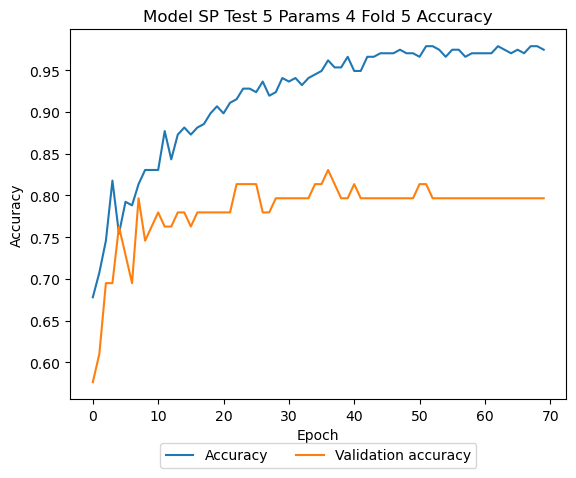 Model SP Test 5 Params 4 Fold 5 Accuracy
0.95
0.90
0.85
0.80
0.75
0.70
0.65
0.60
Accuracy
0 10 20 30 40 50 60 70
Epoch
Accuracy Validation accuracy